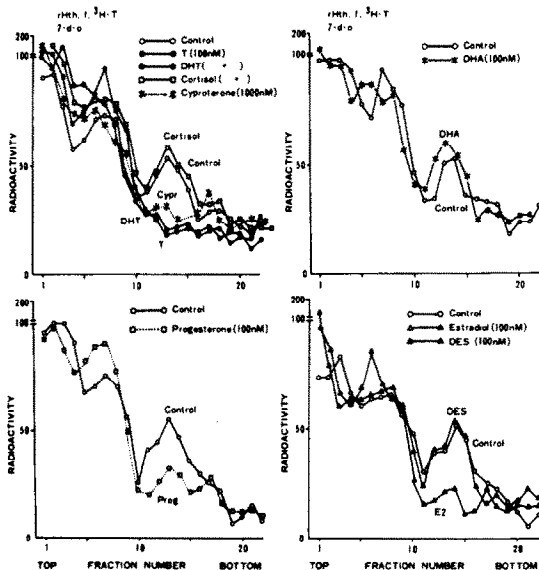 rHth, f, ³H-T
7-d-o
Control
T (100nM)
DHT( " )
Cortisol( " )
Cyproterone(1000nM)
200
100
50
0
RADIOACTIVITY
Cortisol
Control
Cypr
DHT
T
1
10
20
rHth, f, ³H-T
7-d-o
Control
DHA(100nM)
200
100
50
0
RADIOACTIVITY
DHA
Control
1
10
20
Control
Progesterone(100nM)
200
100
50
0
RADIOACTIVITY
Control
Preg
1
10
20
TOP FRACTION NUMBER BOTTOM
Control
Estradiol (100nM)
DES (100nM)
200
100
50
0
RADIOACTIVITY
DES
Control
E2
1
10
20
TOP FRACTION NUMBER BOTTOM